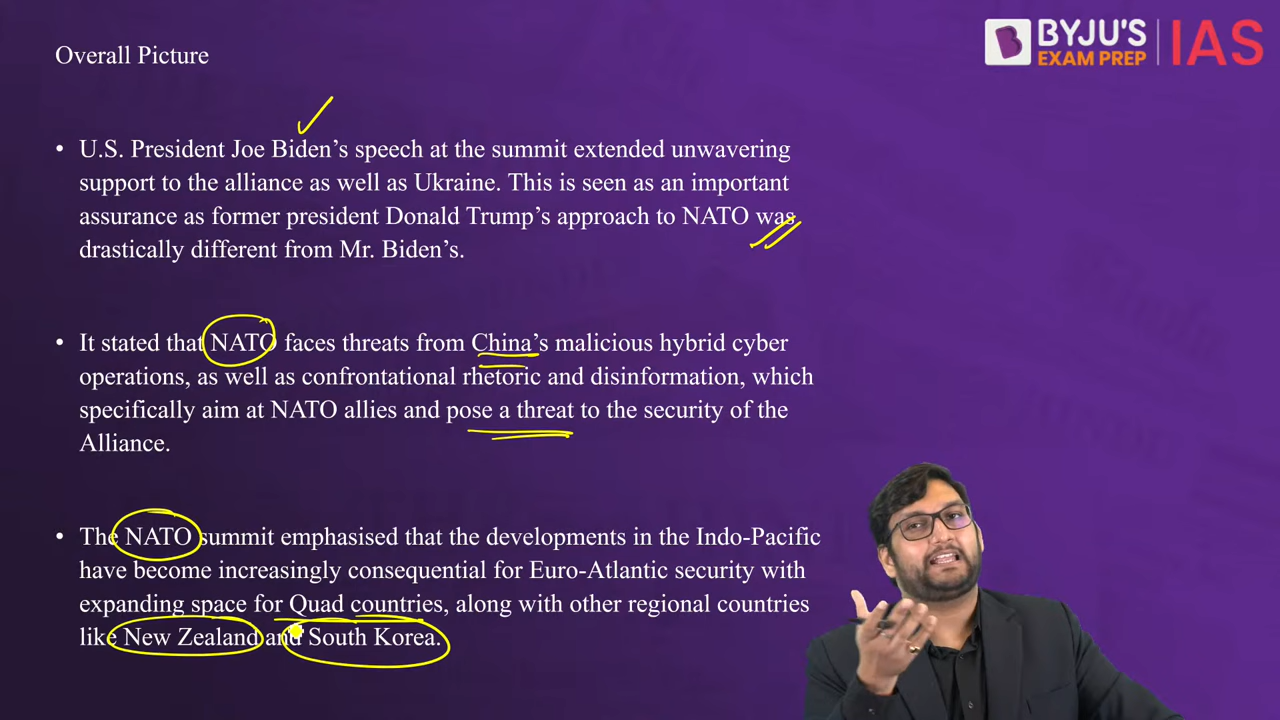 Overall Picture
BYJU'S
EXAM PREP
IAS
• U.S. President Joe Biden’s speech at the summit extended unwavering
support to the alliance as well as Ukraine. This is seen as an important
assurance as former president Donald Trump’s approach to NATO was
drastically different from Mr. Biden’s.
• It stated that NATO faces threats from China’s malicious hybrid cyber
operations, as well as confrontational rhetoric and disinformation, which
specifically aim at NATO allies and pose a threat to the security of the
Alliance.
• The NATO summit emphasised that the developments in the Indo-Pacific
have become increasingly consequential for Euro-Atlantic security with
expanding space for Quad countries, along with other regional countries
like New Zealand and South Korea.